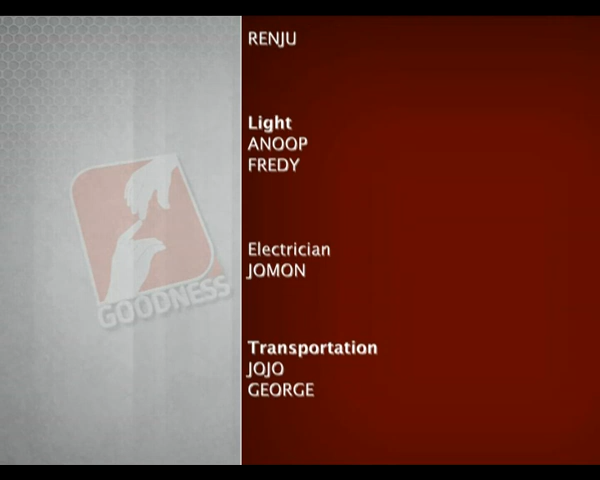 RENJU
Light
ANOOP
FREDY
Electrician
JOMON
Transportation
JOJO
GEORGE
GOODNESS